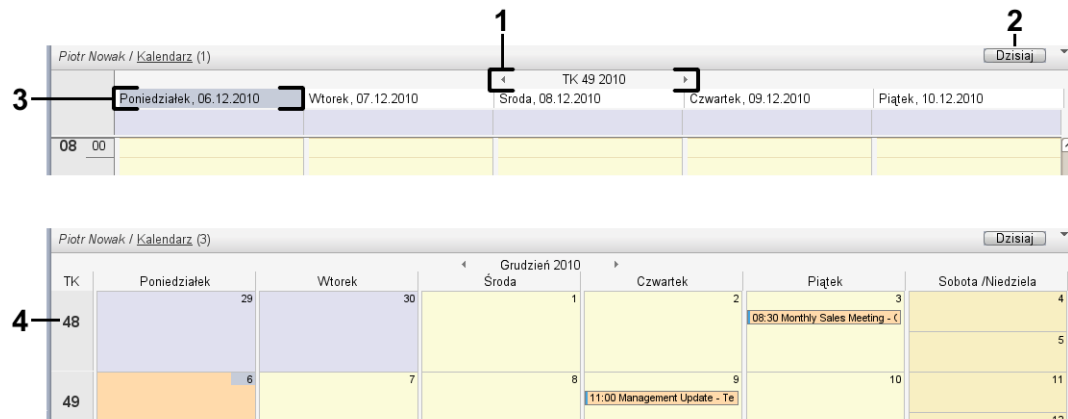 1
2
Piotr Nowak / Kalendarz (1)
Dzisiaj
TK 49 2010
3
Poniedziałek, 06.12.2010 Wtorek, 07.12.2010 Środa, 08.12.2010 Czwartek, 09.12.2010 Piątek, 10.12.2010
08 00
Piotr Nowak / Kalendarz (3)
Dzisiaj
Grudzień 2010
TK Poniedziałek Wtorek Środa Czwartek Piątek Sobota /Niedziela
29 30 1 2 3 4
4
48
08:30 Monthly Sales Meeting - (
5
6 7 8 9 10 11
49
11:00 Management Update - Te
12